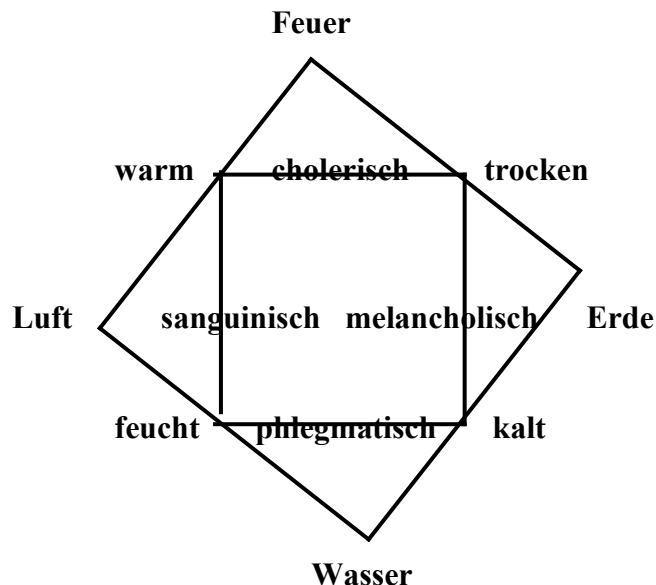 Feuer
warm cholerisch trocken
Luft sanguinisch melancholisch Erde
feucht phlegmatisch kalt
Wasser